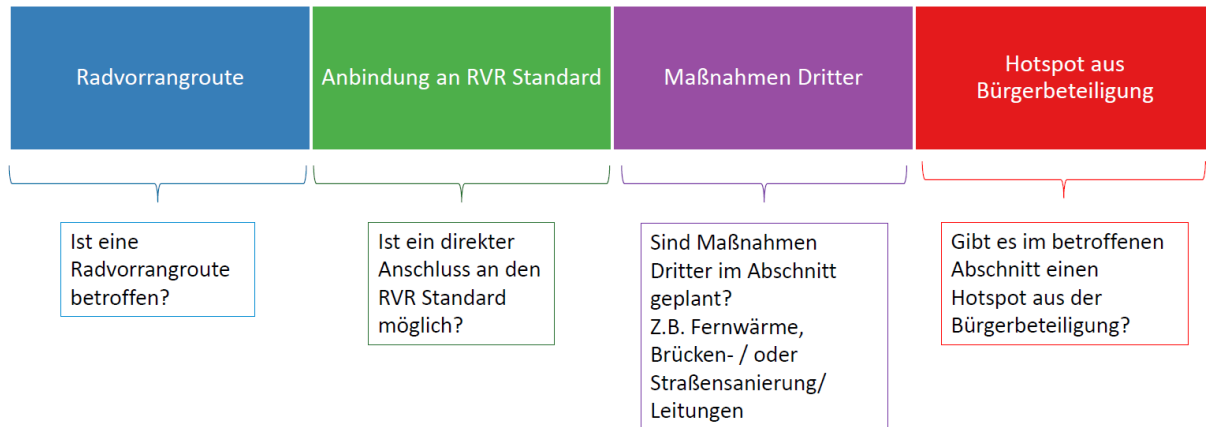 Radvorrangroute
Anbindung an RVR Standard
Maßnahmen Dritter
Hotspot aus
Bürgerbeteiligung
Ist eine
Radvorrangroute
betroffen?
Ist ein direkter
Anschluss an den
RVR Standard
möglich?
Sind Maßnahmen
Dritter im Abschnitt
geplant?
Z.B. Fernwärme,
Brücken- / oder
Straßensanierung/
Leitungen
Gibt es im betroffenen
Abschnitt einen
Hotspot aus der
Bürgerbeteiligung?